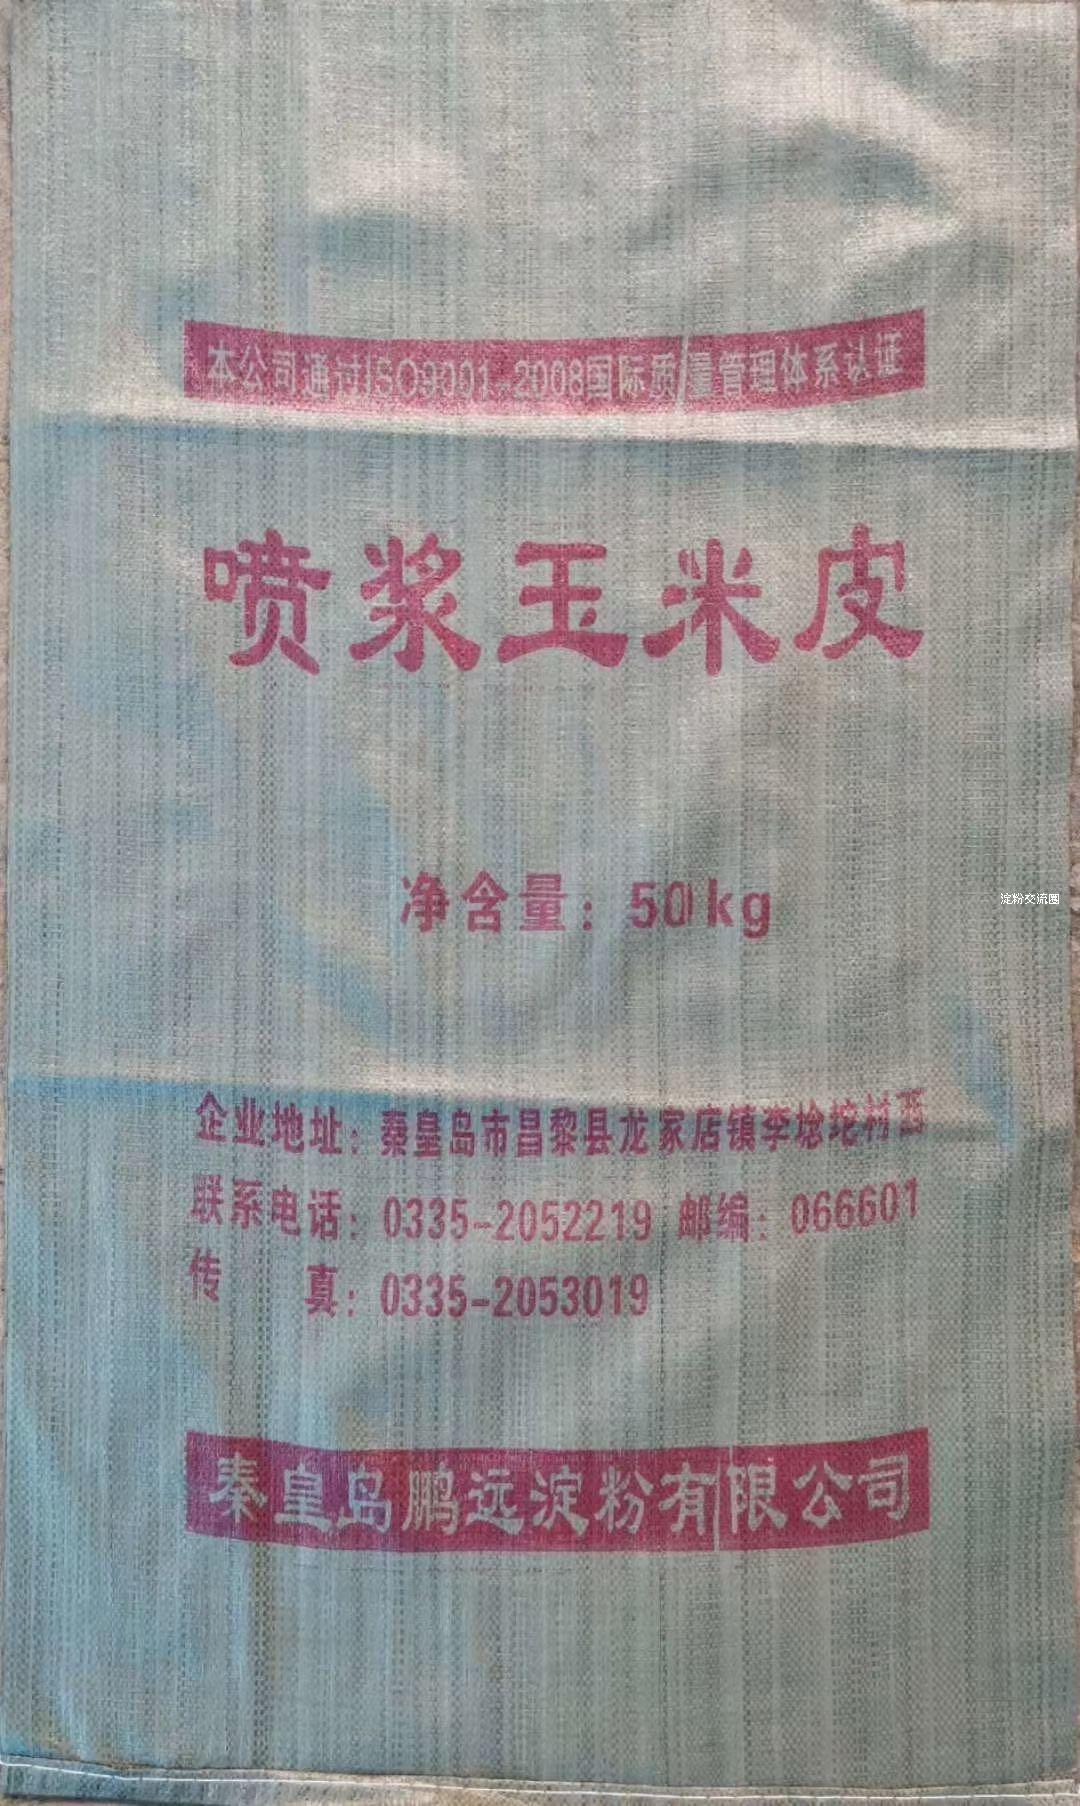 本公司通过ISO9001:2008国际质量管理体系认证
喷浆玉米皮
净含量：50kg
淀粉交流圈
企业地址：秦皇岛市昌黎县龙家店镇李埝坨村西
联系电话：0335-2052219 邮编：066601
传　　真：0335-2053019
秦皇岛鹏远淀粉有限公司